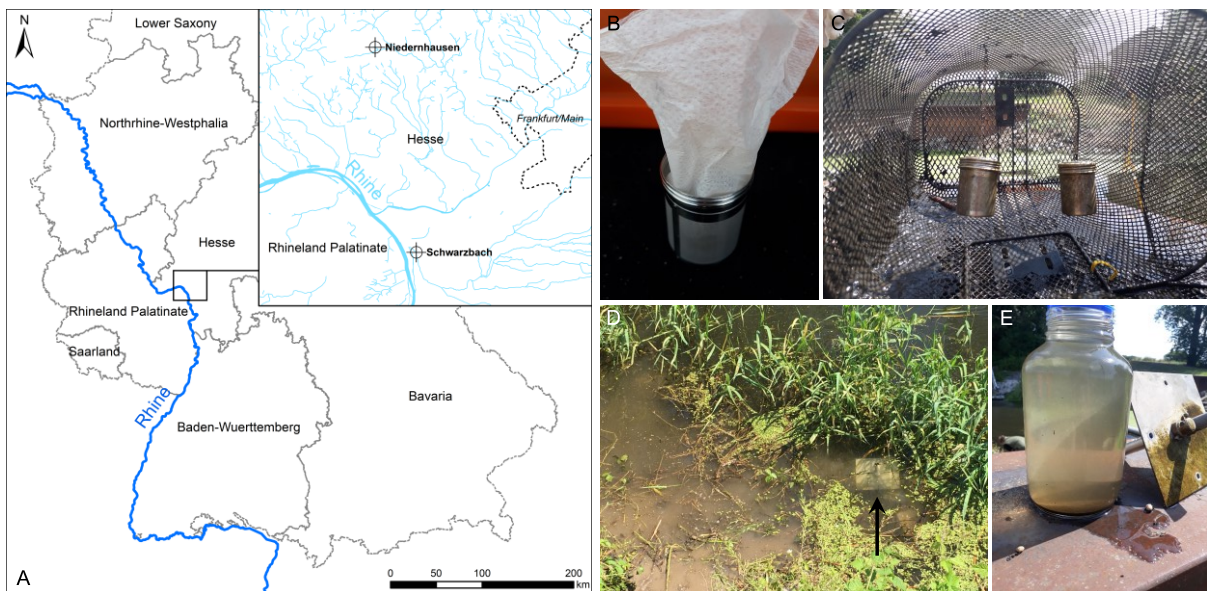 A
N
Lower Saxony
Northrhine-Westphalia
Hesse
Rhineland Palatinate
Saarland
Rhine
Baden-Wuerttemberg
Bavaria
0 50 100 200
km
Niedernhausen
Frankfurt/Main
Hesse
Rhine
Rhineland Palatinate
Schwarzbach
B
C
D
E